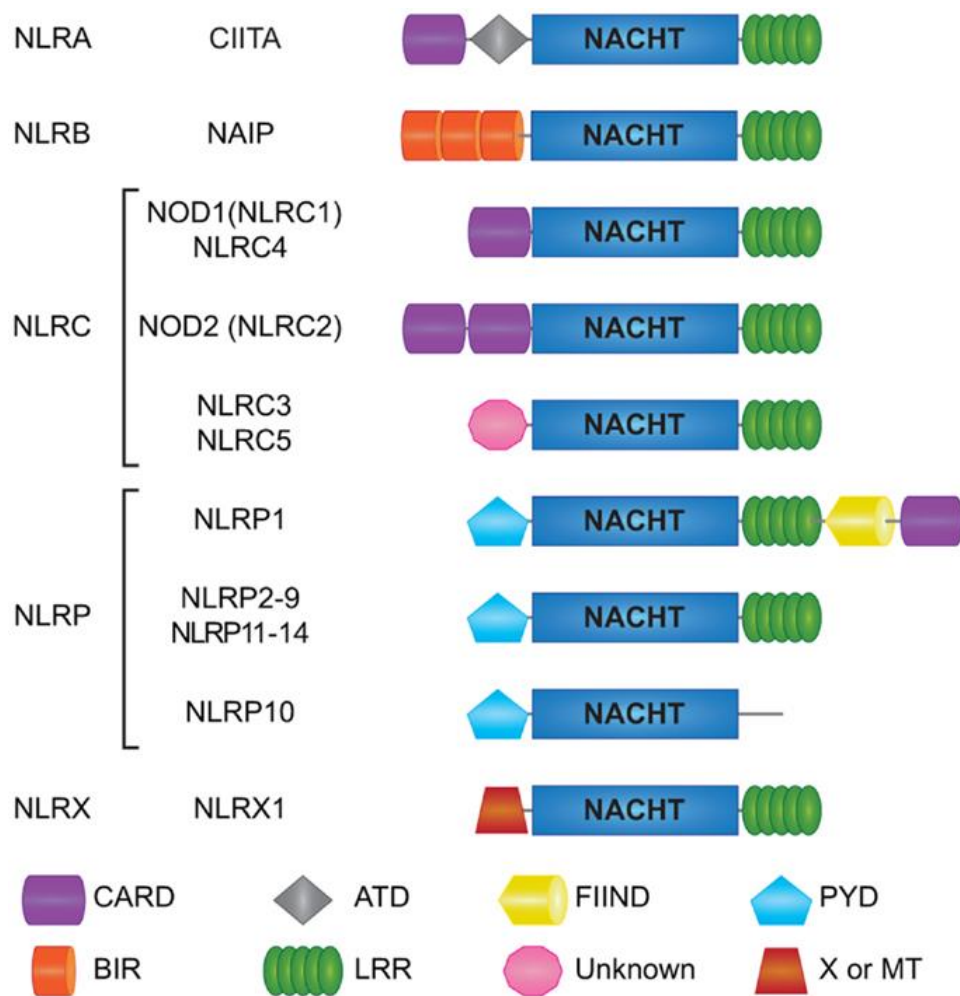 NLRA CIITA NACHT
NLRB NAIP NACHT
NOD1(NLRC1)
NLRC4
NACHT
NLRC NOD2 (NLRC2) NACHT
NLRC3
NLRC5
NACHT
NLRP1 NACHT
NLRP
NLRP2-9
NLRP11-14
NACHT
NLRP10 NACHT
NLRX NLRX1 NACHT
CARD ATD FIIND PYD
BIR LRR Unknown X or MT